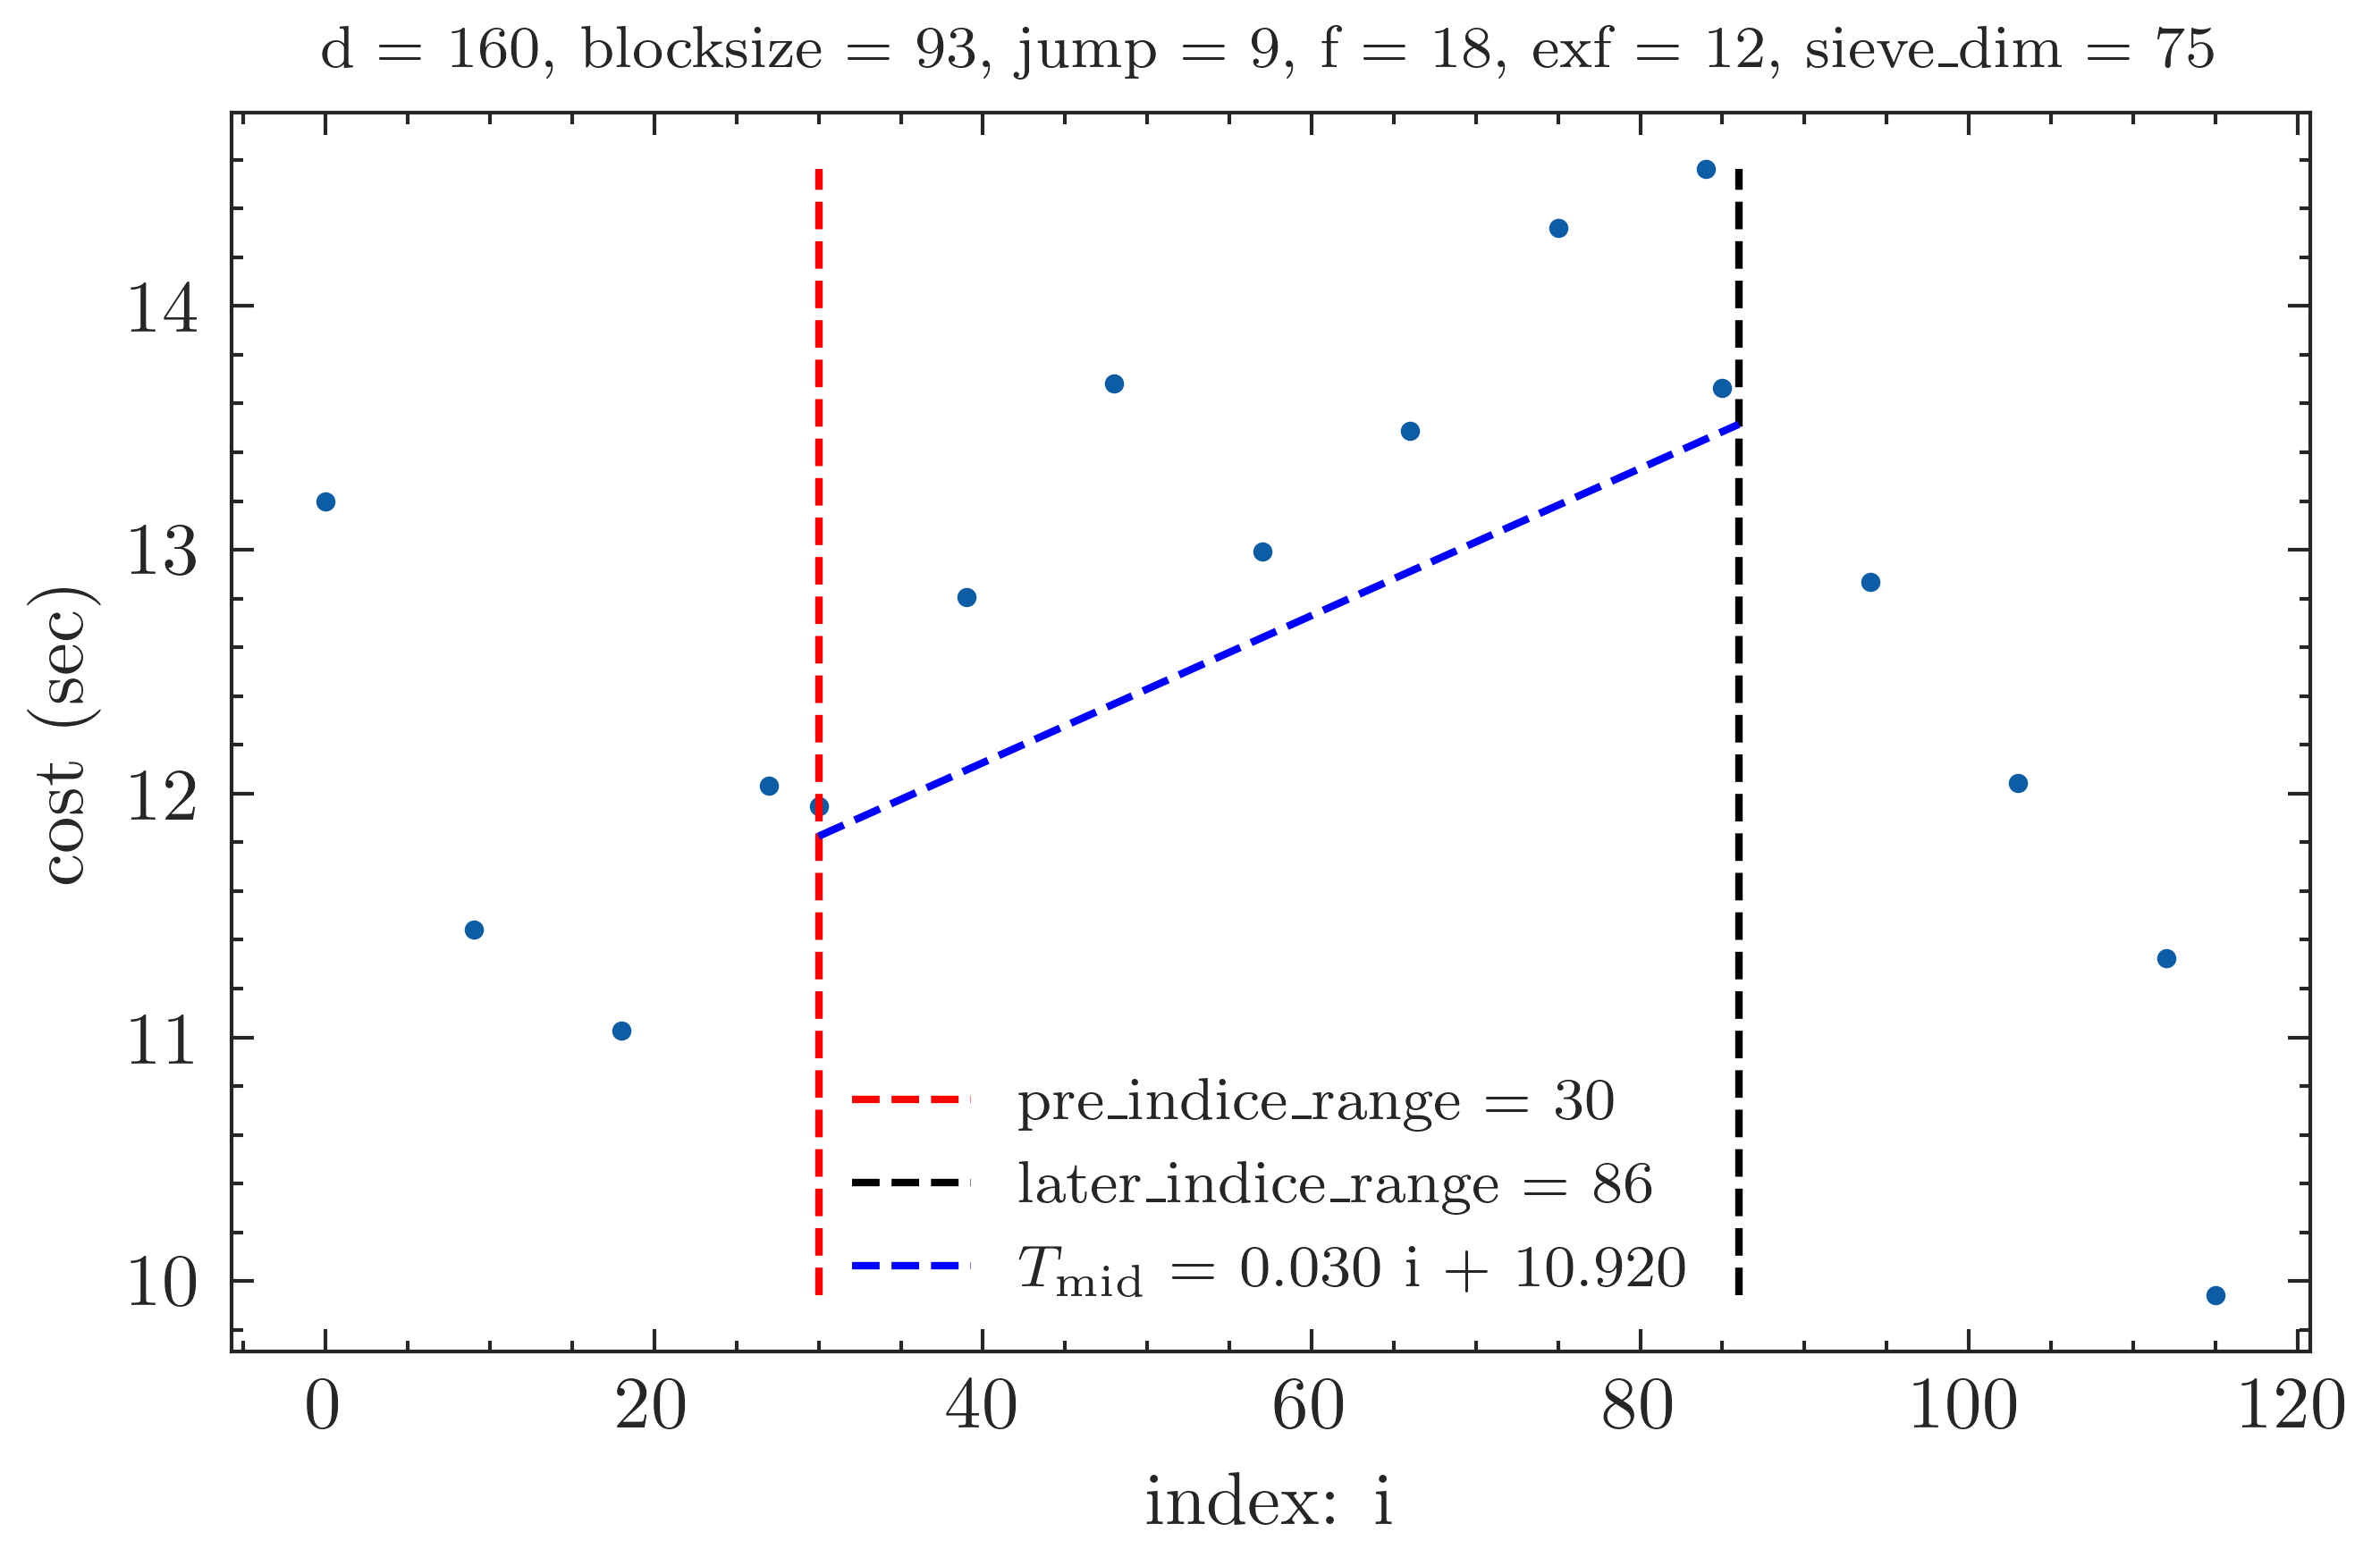 d = 160, blocksize = 93, jump = 9, f = 18, exf = 12, sieve_dim = 75
14
13
12
11
10
cost (sec)
pre_indice_range = 30
later_indice_range = 86
T_mid = 0.030 i + 10.920
0 20 40 60 80 100 120
index: i